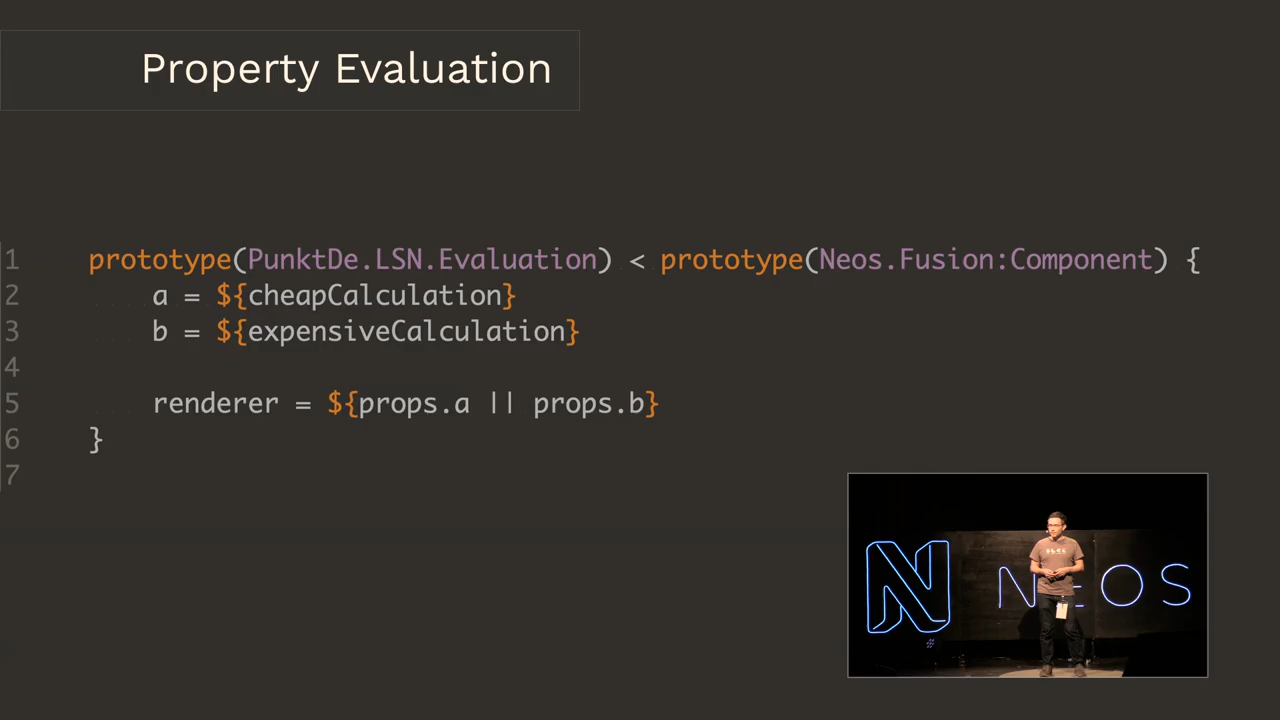 Property Evaluation
1 prototype(PunktDe.LSN.Evaluation) < prototype(Neos.Fusion:Component) {
2 a = ${cheapCalculation}
3 b = ${expensiveCalculation}
4
5 renderer = ${props.a || props.b}
6 }
7
NEOS